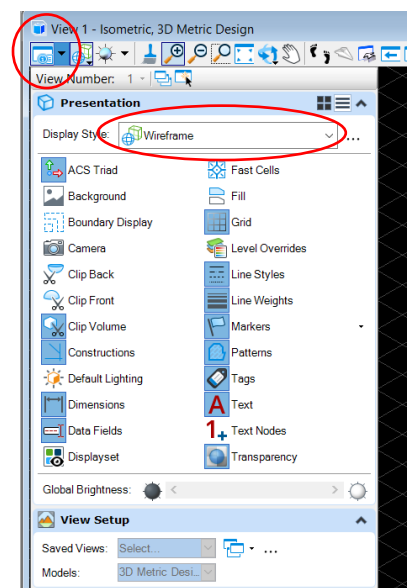 View 1 - Isometric, 3D Metric Design
View Number: 1
Presentation
Display Style: Wireframe ...
ACS Triad Fast Cells
Background Fill
Boundary Display Grid
Camera Level Overrides
Clip Back Line Styles
Clip Front Line Weights
Clip Volume Markers
Constructions Patterns
Default Lighting Tags
Dimensions Text
Data Fields Text Nodes
Displayset Transparency
Global Brightness:
View Setup
Saved Views: Select... ...
Models: 3D Metric Desi...